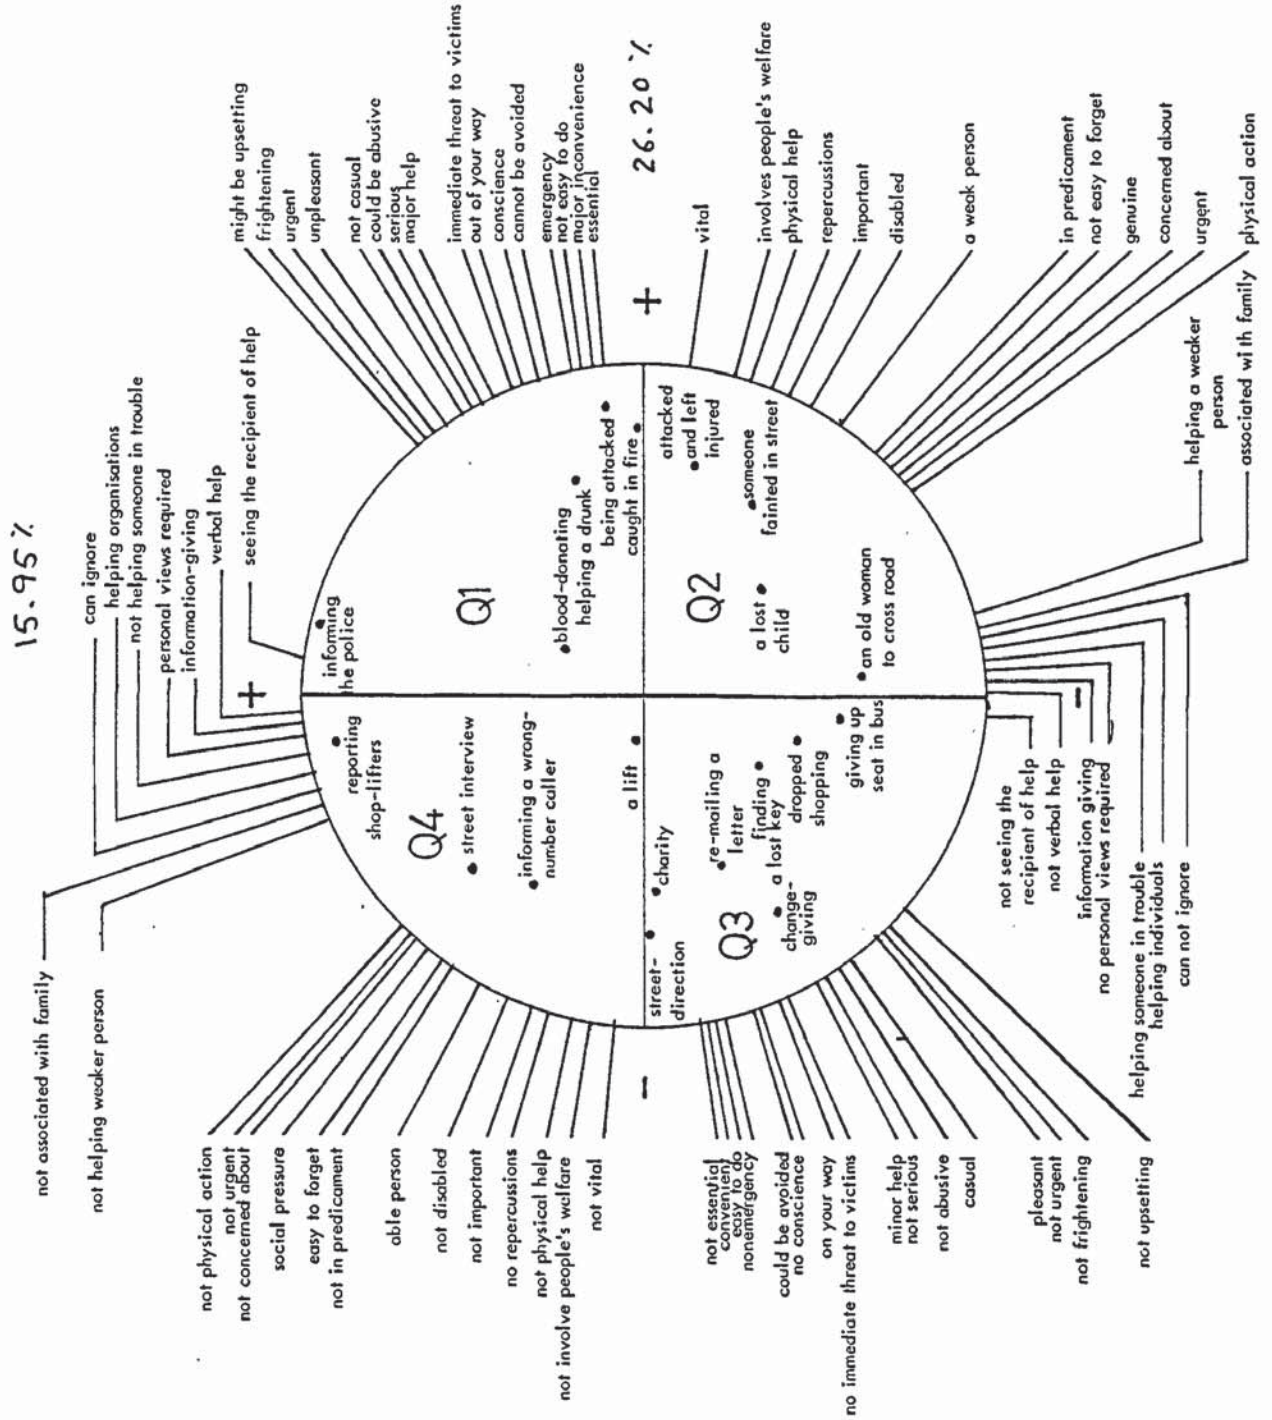 15.95 %
not associated with family
not helping weaker person
can ignore
helping organisations
not helping someone in trouble
personal views required
information-giving
verbal help
+
seeing the recipient of help
not physical action
not urgent
not concerned about
social pressure
easy to forget
not in predicament
able person
not disabled
not important
no repercussions
not physical help
not involve people's welfare
not vital
might be upsetting
frightening
urgent
unpleasant
not casual
could be abusive
serious
major help
immediate threat to victims
out of your way
conscience
cannot be avoided
emergency
not easy to do
major inconvenience
essential
Q4
reporting
shop-lifters
street interview
informing a wrong-
number caller
a lift
Q1
informing
the police
blood-donating
helping a drunk
being attacked
caught in fire
-
+
26.20 %
street-
direction
charity
Q3
re-mailing a
letter
finding
a lost key
change-
giving
dropped
shopping
giving up
seat in bus
Q2
attacked
and left
injured
someone
fainted in street
a lost
child
an old woman
to cross road
not essential
convenient
easy to do
nonemergency
could be avoided
no conscience
on your way
no immediate threat to victims
minor help
not serious
not abusive
casual
pleasant
not urgent
not frightening
not upsetting
vital
involves people's welfare
physical help
repercussions
important
disabled
a weak person
in predicament
not easy to forget
genuine
concerned about
urgent
physical action
not seeing the
recipient of help
not verbal help
-
information giving
no personal views required
helping someone in trouble
helping individuals
can not ignore
helping a weaker
person
associated with family